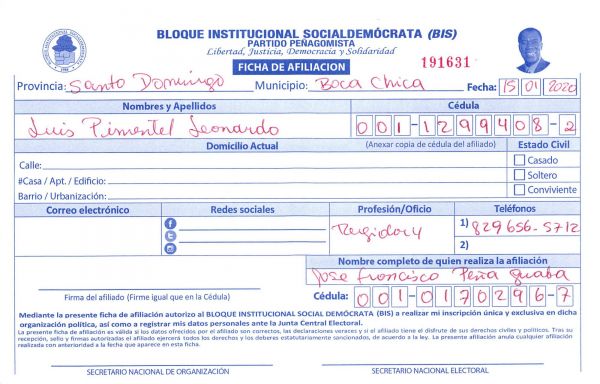 BLOQUE INSTITUCIONAL SOCIALDEMÓCRATA (BIS)
PARTIDO PEÑAGOMISTA
Libertad, Justicia, Democracia y Solidaridad
FICHA DE AFILIACION
191631
Provincia: Santo Domingo Municipio: Boca Chica Fecha: 15 01 2020
Nombres y Apellidos Cédula
Luis Pimentel Leonardo 001-1299408-2
Domicilio Actual (Anexar copia de cédula del afiliado) Estado Civil
Calle: Casado
#Casa / Apt. / Edificio: Soltero
Barrio / Urbanización: Conviviente
Correo electrónico Redes sociales Profesión/Oficio Teléfonos
Regidor 1) 829 656-5712
2)
Nombre completo de quien realiza la afiliación
Jose Francisco Peña Guaba
Firma del afiliado (Firme igual que en la Cédula) Cédula: 001-0170296-7
Mediante la presente ficha de afiliación autorizo al BLOQUE INSTITUCIONAL SOCIAL DEMÓCRATA (BIS) a realizar mi inscripción única y exclusiva en dicha
organización política, así como a registrar mis datos personales ante la Junta Central Electoral.
La presente ficha de afiliación es válida si los datos ofrecidos por el afiliado son correctos, las declaraciones veraces y si el afiliado tiene el disfrute de sus derechos civiles y políticos. Tras su
recepción, sello y firmas autorizadas el afiliado ejercerá todos los derechos y los deberes estatutariamente sancionados, de acuerdo a la ley. La presente afiliación anula cualquier afiliación
realizada con anterioridad a la fecha que aparece en esta ficha.
SECRETARIO NACIONAL DE ORGANIZACIÓN SECRETARIO NACIONAL ELECTORAL